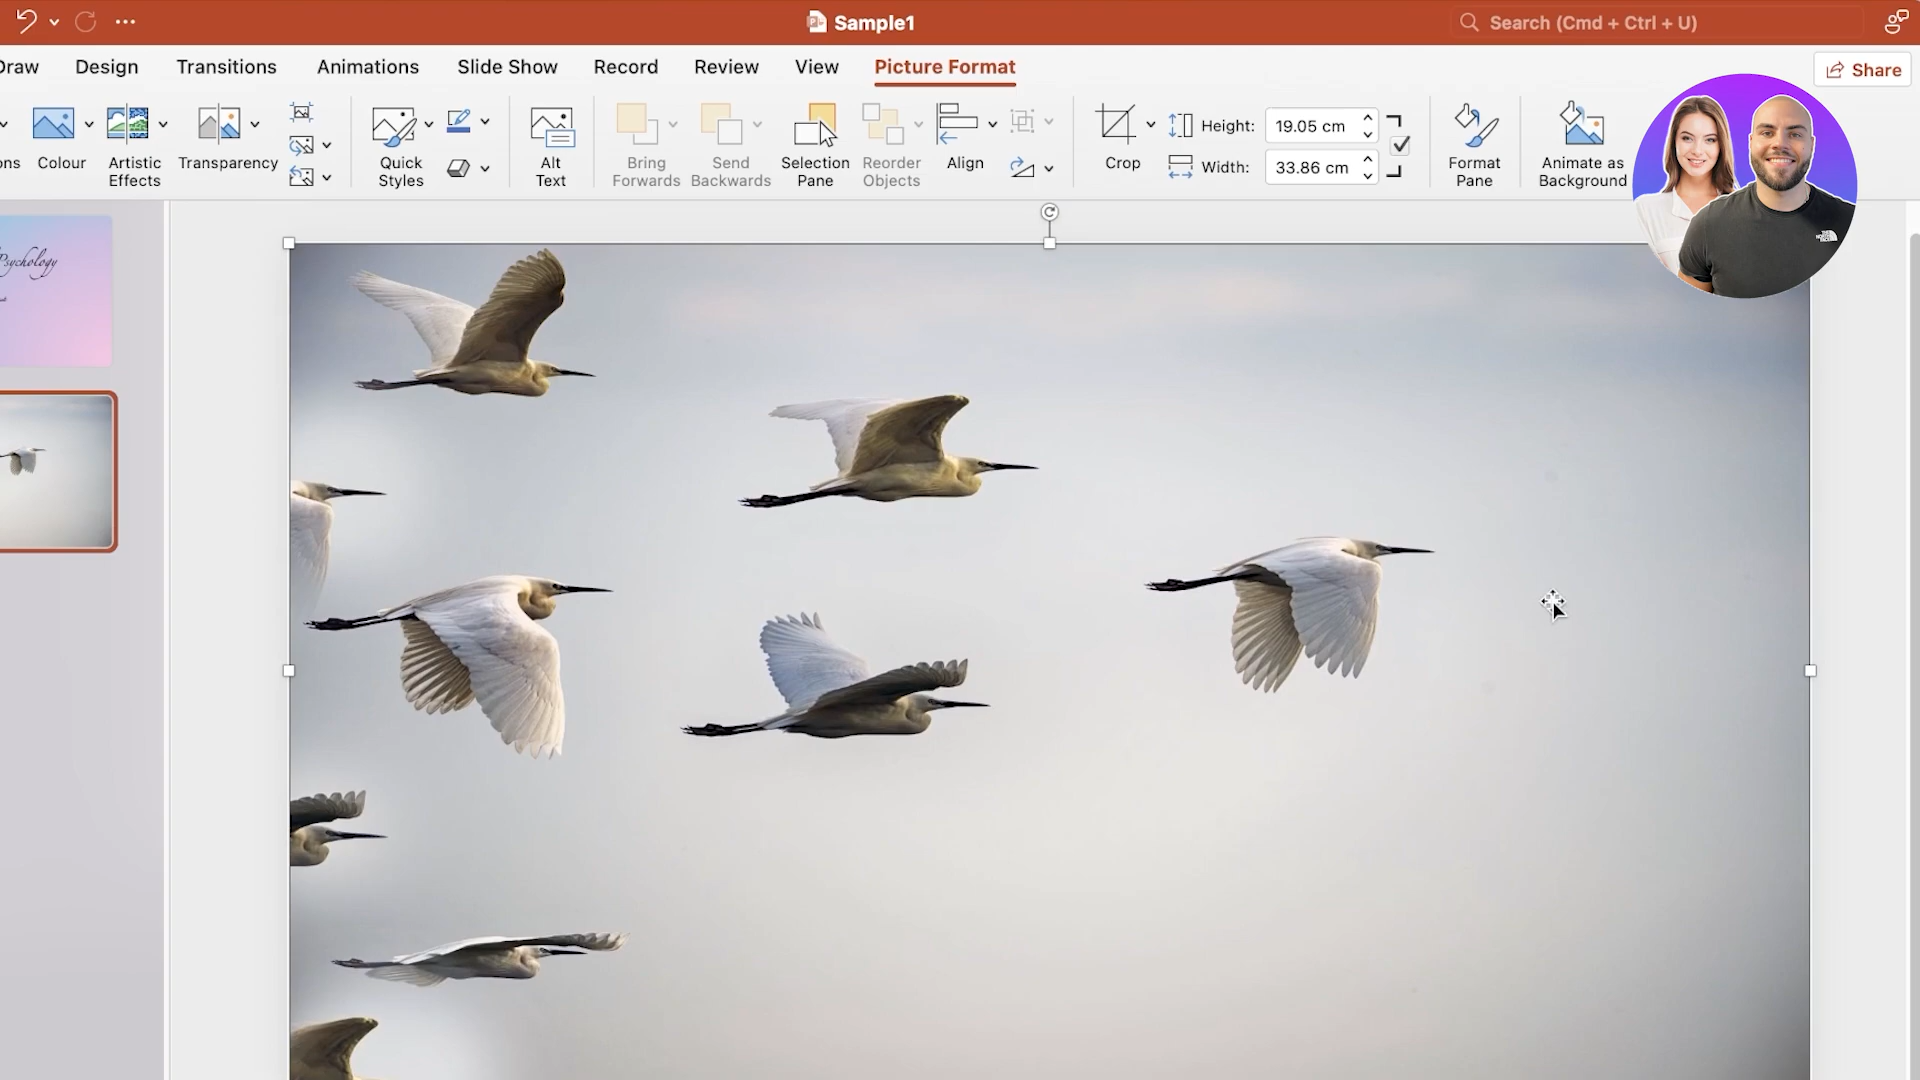 Sample1
Search (Cmd + Ctrl + U)
Draw Design Transitions Animations Slide Show Record Review View Picture Format Share
Colour
Artistic Effects
Transparency
Quick Styles
Alt Text
Bring Forwards
Send Backwards
Selection Pane
Reorder Objects
Align
Crop
Height: 19.05 cm
Width: 33.86 cm
Format Pane
Animate as Background
Psychology